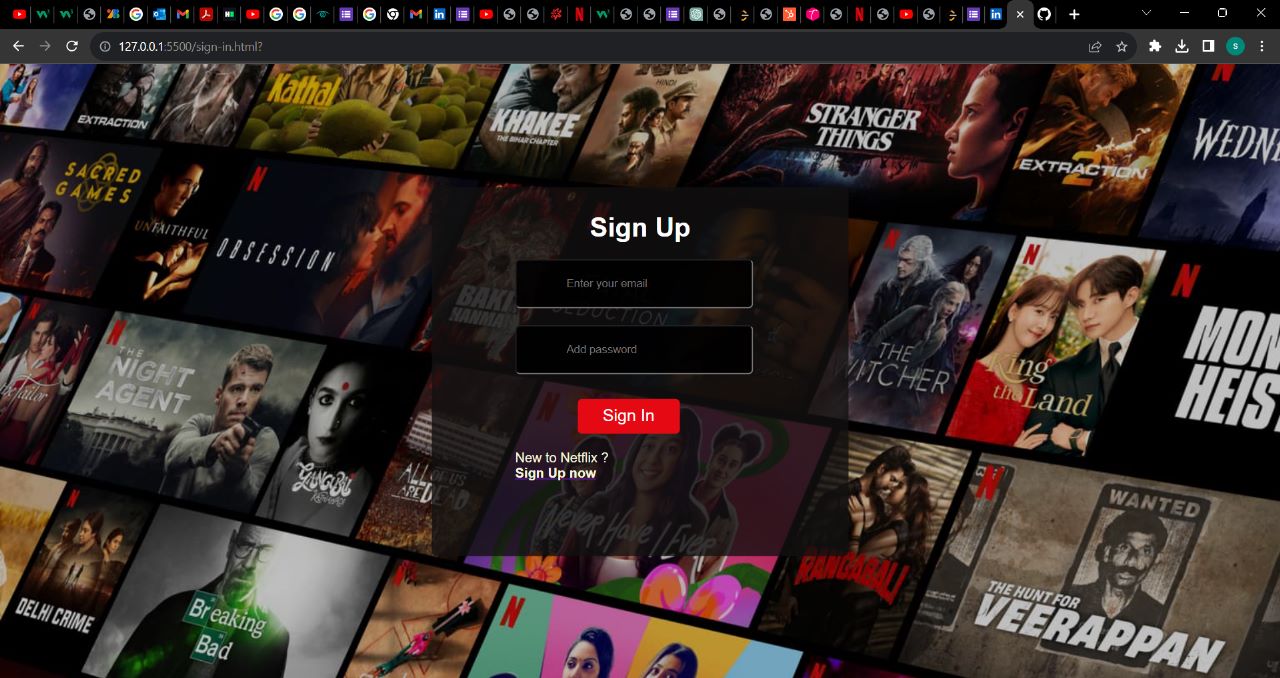 127.0.0.1:5500/sign-in.html?
EXTRACTION
Kathal
KHAKEE
THE BIHAR CHAPTER
HINDI
STRANGER
THINGS
EXTRACTION
2
SACRED
GAMES
UNFAITHFUL
OBSESSION
Sign Up
Enter your email
Add password
Sign In
New to Netflix ?
Sign Up now
THE
WITCHER
King
the Land
THE
NIGHT
AGENT
ALL OF US
ARE DEAD
Never Have I Ever
RANGABALI
WANTED
THE HUNT FOR
VEERAPPAN
DELHI CRIME
Breaking
Bad